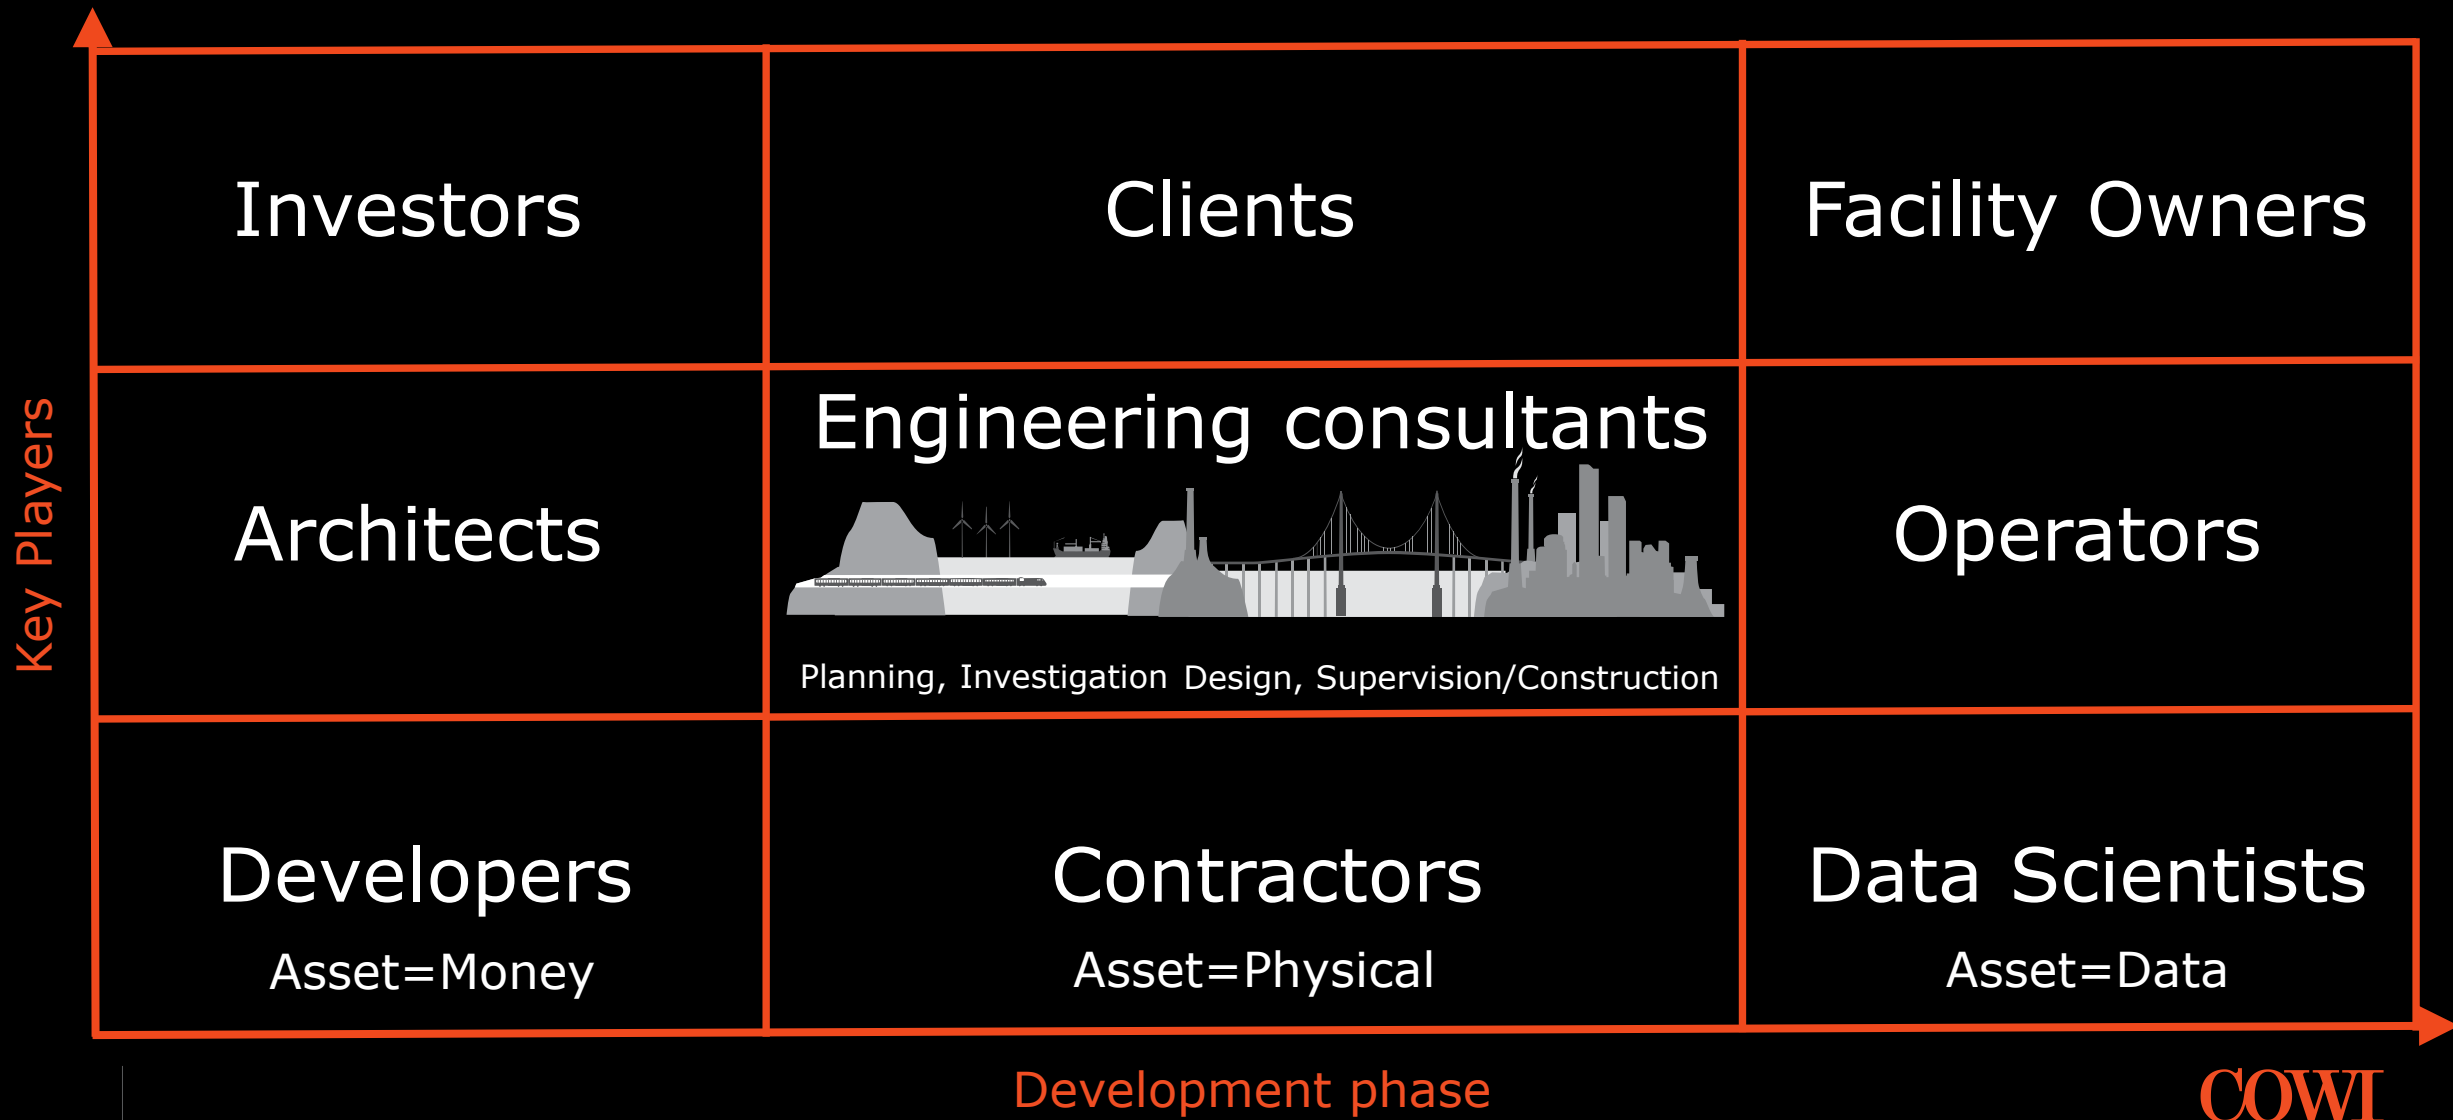 Investors
Clients
Facility Owners
Key Players
Architects
Engineering consultants
Planning, Investigation Design, Supervision/Construction
Operators
Developers
Asset=Money
Contractors
Asset=Physical
Data Scientists
Asset=Data
Development phase
COWI